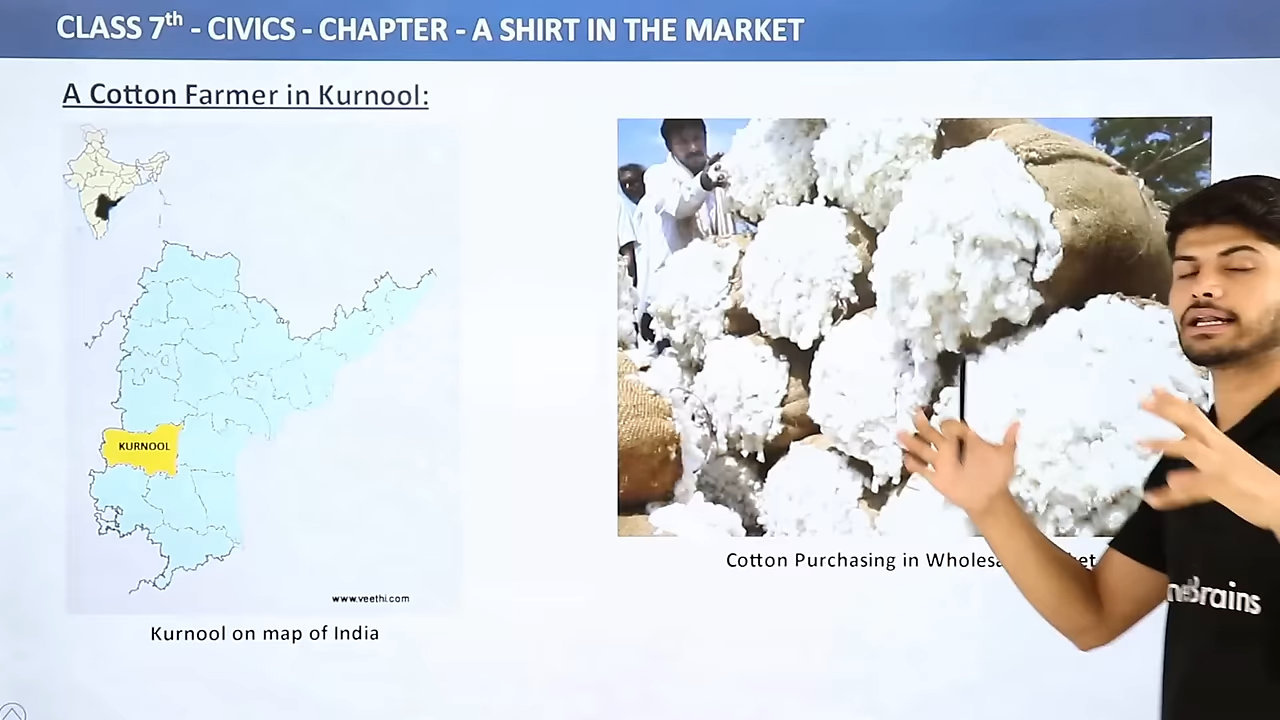 CLASS 7th - CIVICS - CHAPTER - A SHIRT IN THE MARKET
A Cotton Farmer in Kurnool:
KURNOOL
www.veethi.com
Kurnool on map of India
Cotton Purchasing in
Brains